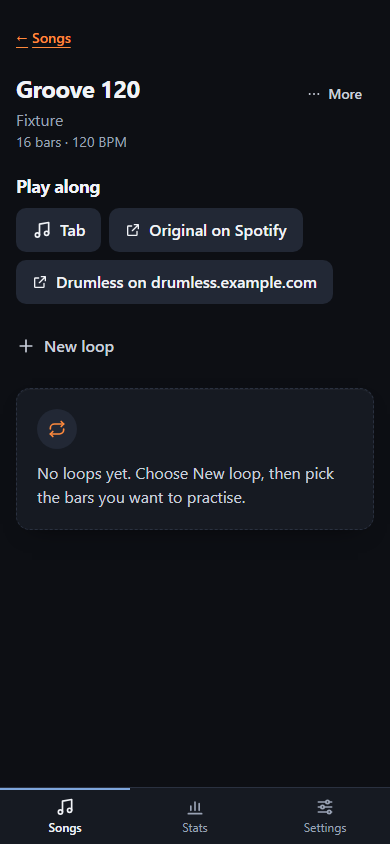 ← Songs
Groove 120
··· More
Fixture
16 bars · 120 BPM
Play along
Tab
Original on Spotify
Drumless on drumless.example.com
+ New loop
No loops yet. Choose New loop, then pick
the bars you want to practise.
Songs
Stats
Settings